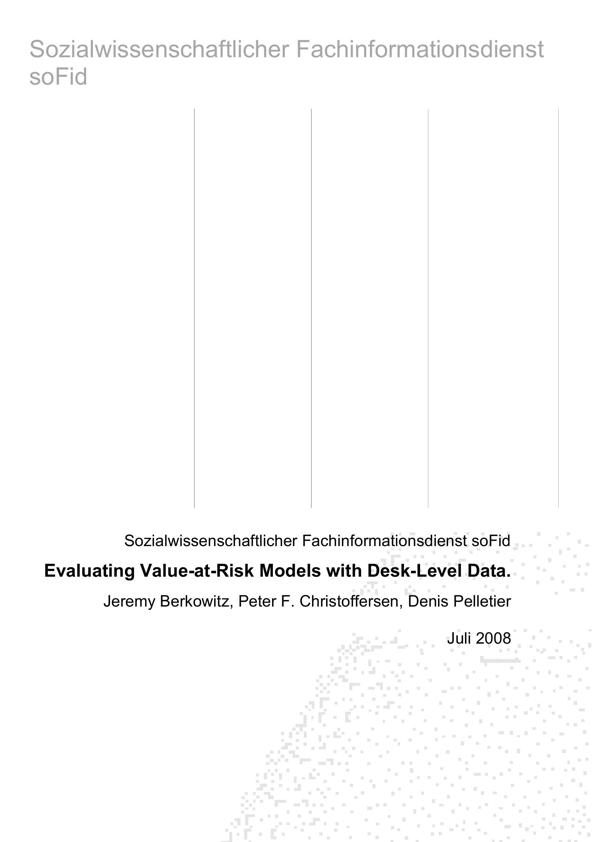 Sozialwissenschaftlicher Fachinformationsdienst
soFid
Sozialwissenschaftlicher Fachinformationsdienst soFid
Evaluating Value-at-Risk Models with Desk-Level Data.
Jeremy Berkowitz, Peter F. Christoffersen, Denis Pelletier
Juli 2008